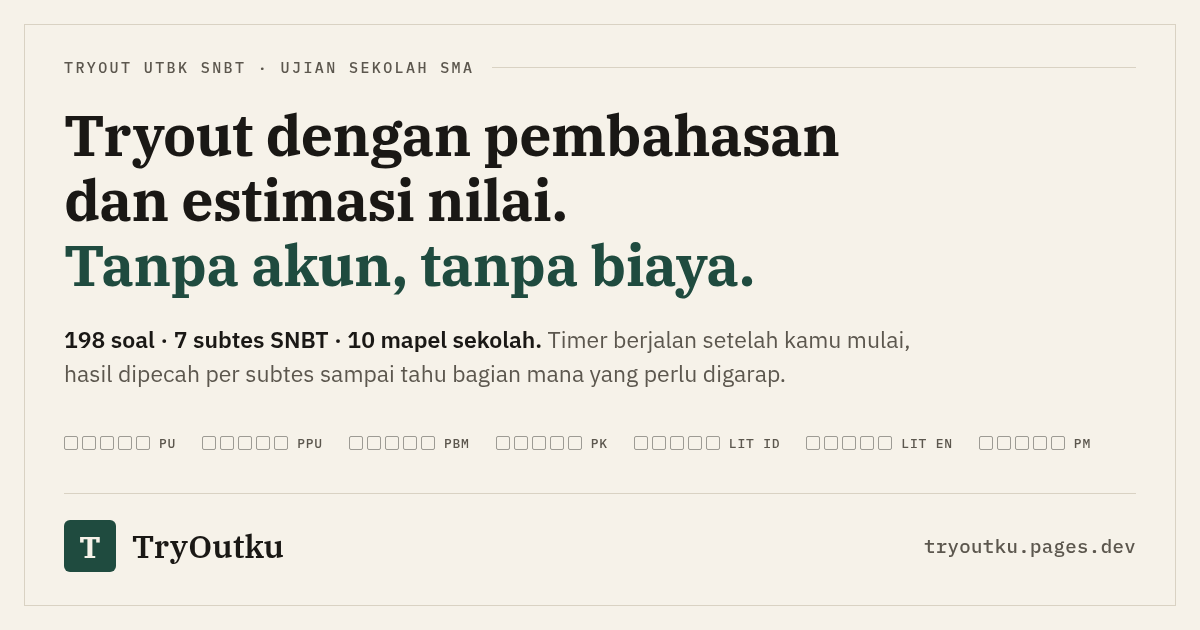 TRYOUT UTBK SNBT · UJIAN SEKOLAH SMA
Tryout dengan pembahasan
dan estimasi nilai.
Tanpa akun, tanpa biaya.
198 soal · 7 subtes SNBT · 10 mapel sekolah. Timer berjalan setelah kamu mulai,
hasil dipecah per subtes sampai tahu bagian mana yang perlu digarap.
PU PPU PBM PK LIT ID LIT EN PM
T TryOutku tryoutku.pages.dev